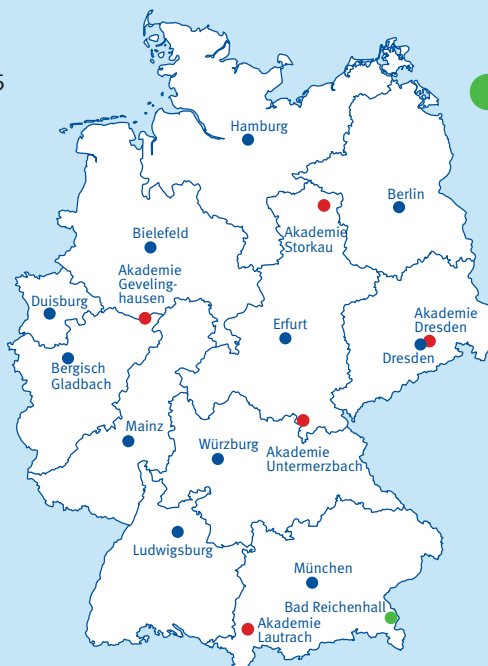 Hamburg
Berlin
Akademie
Storkau
Bielefeld
Akademie
Geveling-
hausen
Duisburg
Akademie
Dresden
Erfurt
Dresden
Bergisch
Gladbach
Mainz
Würzburg
Akademie
Untermerzbach
Ludwigsburg
München
Bad Reichenhall
Akademie
Lautrach